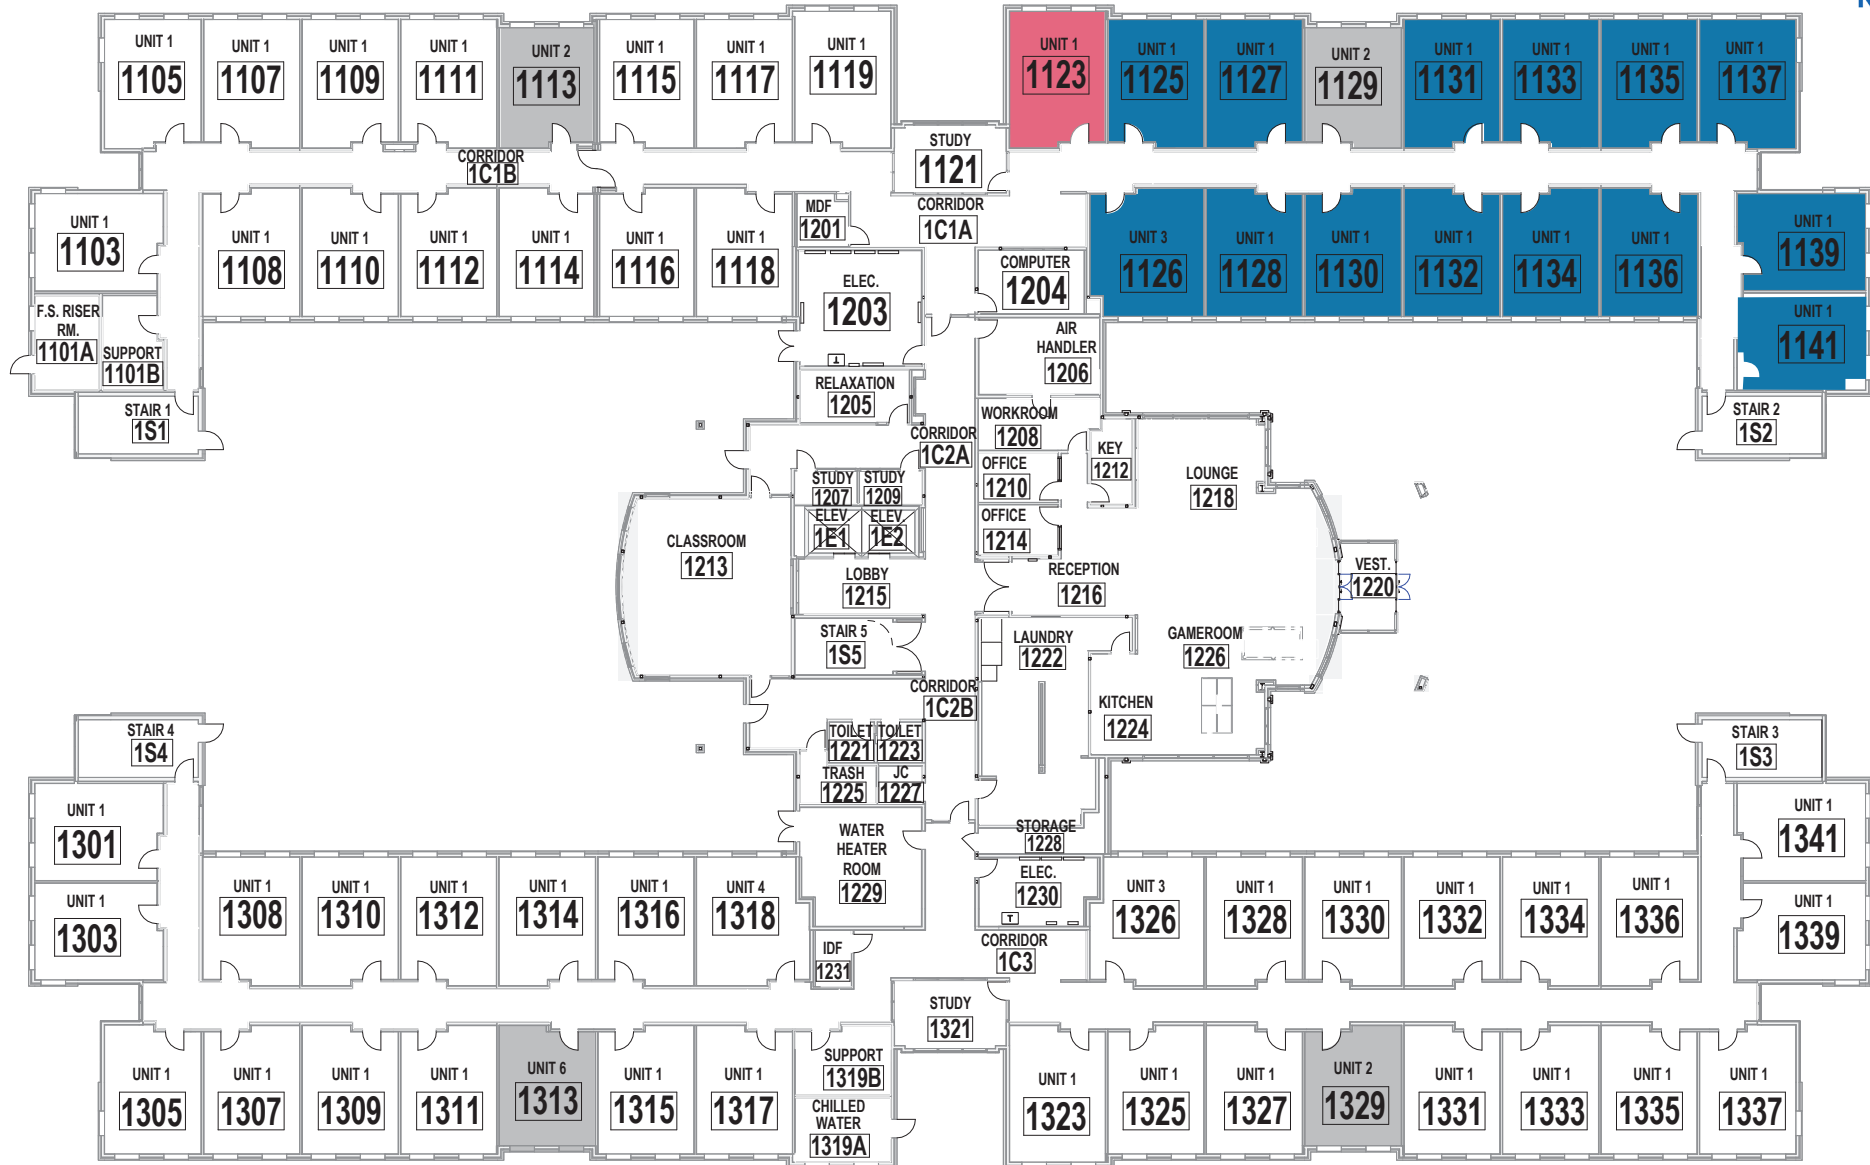 UNIT 1
1105
UNIT 1
1107
UNIT 1
1109
UNIT 1
1111
UNIT 2
1113
UNIT 1
1115
UNIT 1
1117
UNIT 1
1119
UNIT 1
1123
UNIT 1
1125
UNIT 1
1127
UNIT 2
1129
UNIT 1
1131
UNIT 1
1133
UNIT 1
1135
UNIT 1
1137
STUDY
1121
CORRIDOR
1C1B
UNIT 1
1103
UNIT 1
1108
UNIT 1
1110
UNIT 1
1112
UNIT 1
1114
UNIT 1
1116
UNIT 1
1118
MDF
1201
CORRIDOR
1C1A
UNIT 3
1126
UNIT 1
1128
UNIT 1
1130
UNIT 1
1132
UNIT 1
1134
UNIT 1
1136
UNIT 1
1139
UNIT 1
1141
ELEC.
1203
COMPUTER
1204
F.S. RISER
RM.
1101A
SUPPORT
1101B
AIR
HANDLER
1206
RELAXATION
1205
STAIR 1
1S1
WORKROOM
1208
STAIR 2
1S2
CORRIDOR
1C2A
KEY
1212
OFFICE
1210
LOUNGE
1218
STUDY
1207
STUDY
1209
ELEV
1E1
ELEV
1E2
OFFICE
1214
CLASSROOM
1213
LOBBY
1215
RECEPTION
1216
VEST.
1220
STAIR 5
1S5
LAUNDRY
1222
GAMEROOM
1226
CORRIDOR
1C2B
KITCHEN
1224
STAIR 4
1S4
TOILET
1221
TOILET
1223
STAIR 3
1S3
TRASH
1225
JC
1227
UNIT 1
1301
UNIT 1
1303
WATER
HEATER
ROOM
1229
STORAGE
1228
UNIT 1
1341
UNIT 1
1339
UNIT 1
1308
UNIT 1
1310
UNIT 1
1312
UNIT 1
1314
UNIT 1
1316
UNIT 4
1318
ELEC.
1230
T
UNIT 3
1326
UNIT 1
1328
UNIT 1
1330
UNIT 1
1332
UNIT 1
1334
UNIT 1
1336
IDF
1231
CORRIDOR
1C3
STUDY
1321
UNIT 1
1305
UNIT 1
1307
UNIT 1
1309
UNIT 1
1311
UNIT 6
1313
UNIT 1
1315
UNIT 1
1317
SUPPORT
1319B
CHILLED
WATER
1319A
UNIT 1
1323
UNIT 1
1325
UNIT 1
1327
UNIT 2
1329
UNIT 1
1331
UNIT 1
1333
UNIT 1
1335
UNIT 1
1337